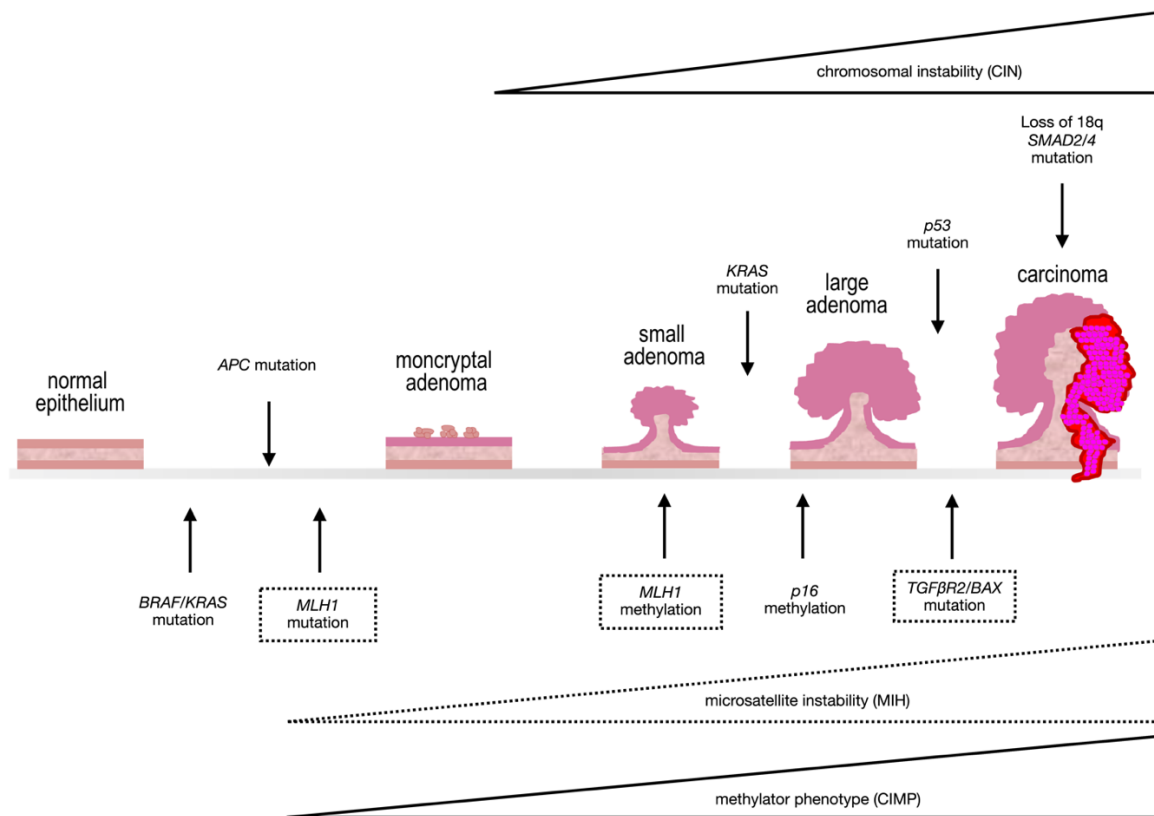 chromosomal instability (CIN)
Loss of 18q
SMAD2/4
mutation
p53
mutation
carcinoma
KRAS
mutation
large
adenoma
small
adenoma
APC mutation
moncryptal
adenoma
normal
epithelium
BRAF/KRAS
mutation
MLH1
mutation
MLH1
methylation
p16
methylation
TGFβR2/BAX
mutation
microsatellite instability (MIH)
methylator phenotype (CIMP)